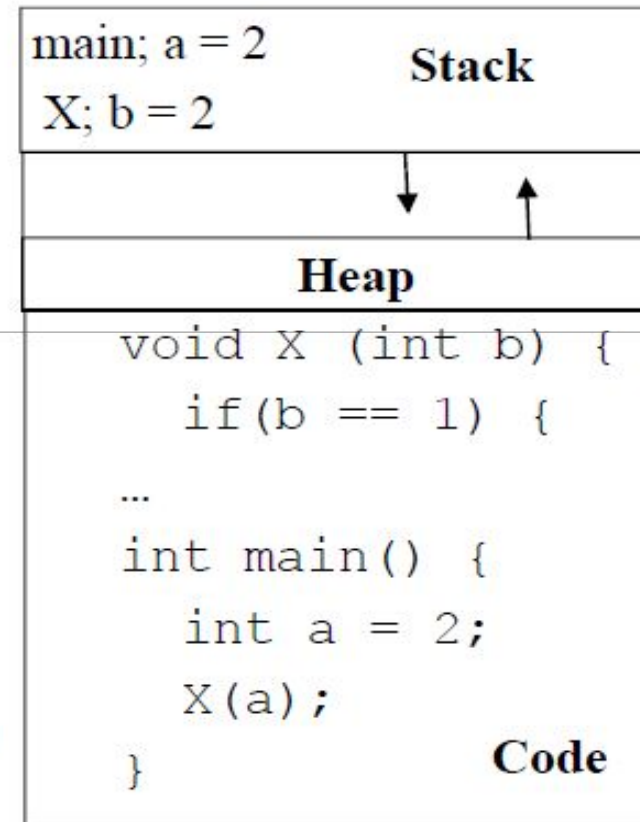 main; a = 2
Stack
X; b = 2
Heap
void X (int b) {
if(b == 1) {
…
int main() {
int a = 2;
X(a);
}
Code